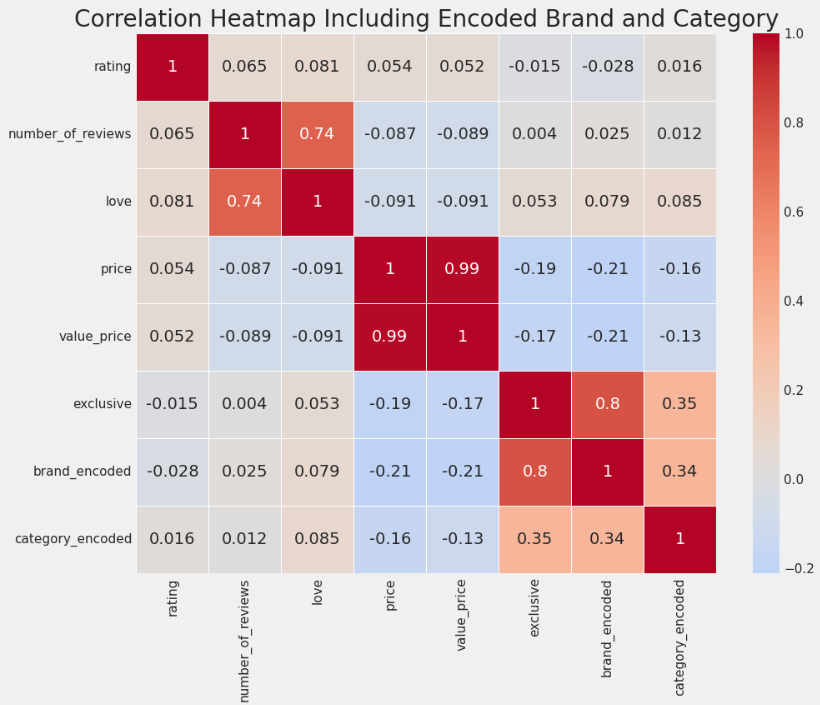 Correlation Heatmap Including Encoded Brand and Category
rating 1 0.065 0.081 0.054 0.052 -0.015 -0.028 0.016
number_of_reviews 0.065 1 0.74 -0.087 -0.089 0.004 0.025 0.012
love 0.081 0.74 1 -0.091 -0.091 0.053 0.079 0.085
price 0.054 -0.087 -0.091 1 0.99 -0.19 -0.21 -0.16
value_price 0.052 -0.089 -0.091 0.99 1 -0.17 -0.21 -0.13
exclusive -0.015 0.004 0.053 -0.19 -0.17 1 0.8 0.35
brand_encoded -0.028 0.025 0.079 -0.21 -0.21 0.8 1 0.34
category_encoded 0.016 0.012 0.085 -0.16 -0.13 0.35 0.34 1
rating
number_of_reviews
love
price
value_price
exclusive
brand_encoded
category_encoded
1.0
0.8
0.6
0.4
0.2
0.0
−0.2